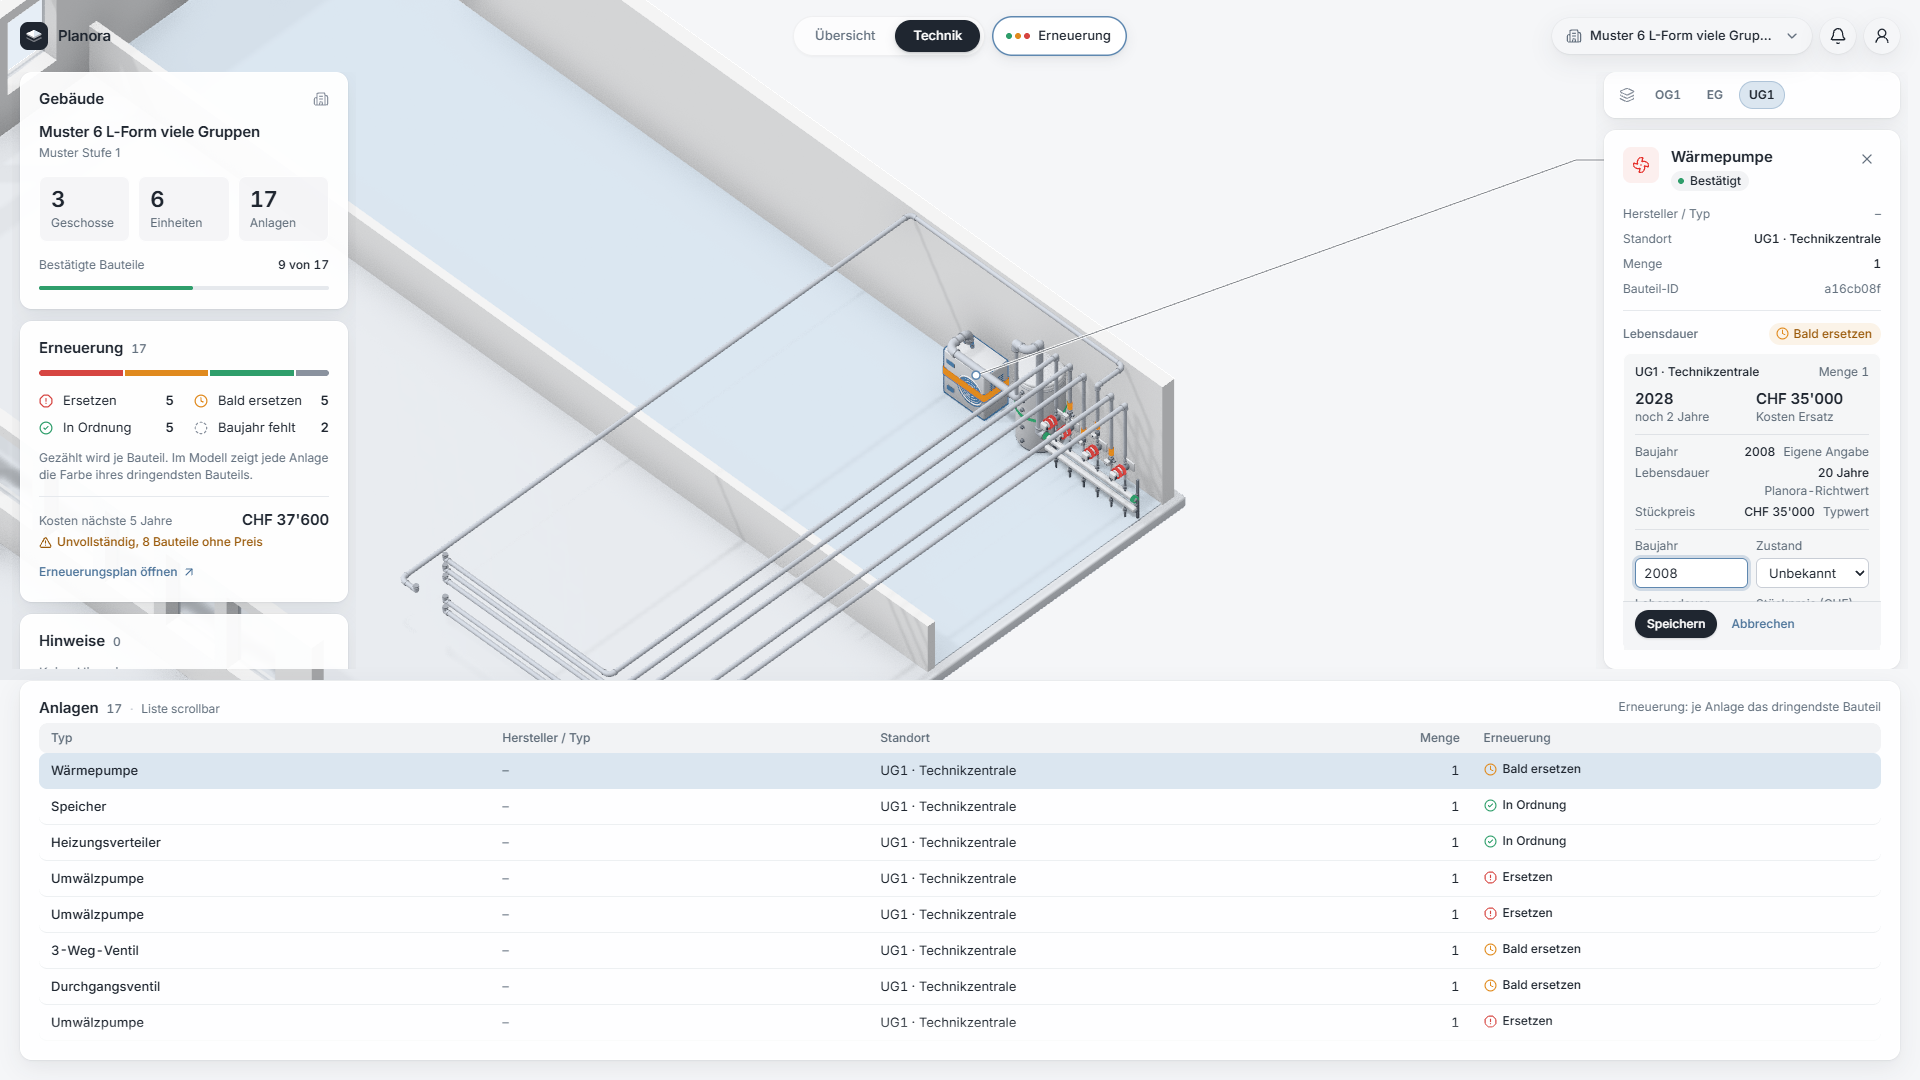 Planora
Übersicht
Technik
Erneuerung
Muster 6 L-Form viele Grup...
Gebäude
Muster 6 L-Form viele Gruppen
Muster Stufe 1
3 6 17
Geschosse Einheiten Anlagen
Bestätigte Bauteile 9 von 17
Erneuerung 17
Ersetzen 5 Bald ersetzen 5
In Ordnung 5 Baujahr fehlt 2
Gezählt wird je Bauteil. Im Modell zeigt jede Anlage
die Farbe ihres dringendsten Bauteils.
Kosten nächste 5 Jahre CHF 37'600
Unvollständig, 8 Bauteile ohne Preis
Erneuerungsplan öffnen
Hinweise 0
OG1 EG UG1
Wärmepumpe
Bestätigt
Hersteller / Typ –
Standort UG1 · Technikzentrale
Menge 1
Bauteil-ID a16cb08f
Lebensdauer Bald ersetzen
UG1 · Technikzentrale Menge 1
2028 CHF 35'000
noch 2 Jahre Kosten Ersatz
Baujahr 2008 Eigene Angabe
Lebensdauer 20 Jahre
Planora-Richtwert
Stückpreis CHF 35'000 Typwert
Baujahr Zustand
2008 Unbekannt
Speichern Abbrechen
Anlagen 17 · Liste scrollbar Erneuerung: je Anlage das dringendste Bauteil
Typ Hersteller / Typ Standort Menge Erneuerung
Wärmepumpe – UG1 · Technikzentrale 1 Bald ersetzen
Speicher – UG1 · Technikzentrale 1 In Ordnung
Heizungsverteiler – UG1 · Technikzentrale 1 In Ordnung
Umwälzpumpe – UG1 · Technikzentrale 1 Ersetzen
Umwälzpumpe – UG1 · Technikzentrale 1 Ersetzen
3-Weg-Ventil – UG1 · Technikzentrale 1 Bald ersetzen
Durchgangsventil – UG1 · Technikzentrale 1 Bald ersetzen
Umwälzpumpe – UG1 · Technikzentrale 1 Ersetzen